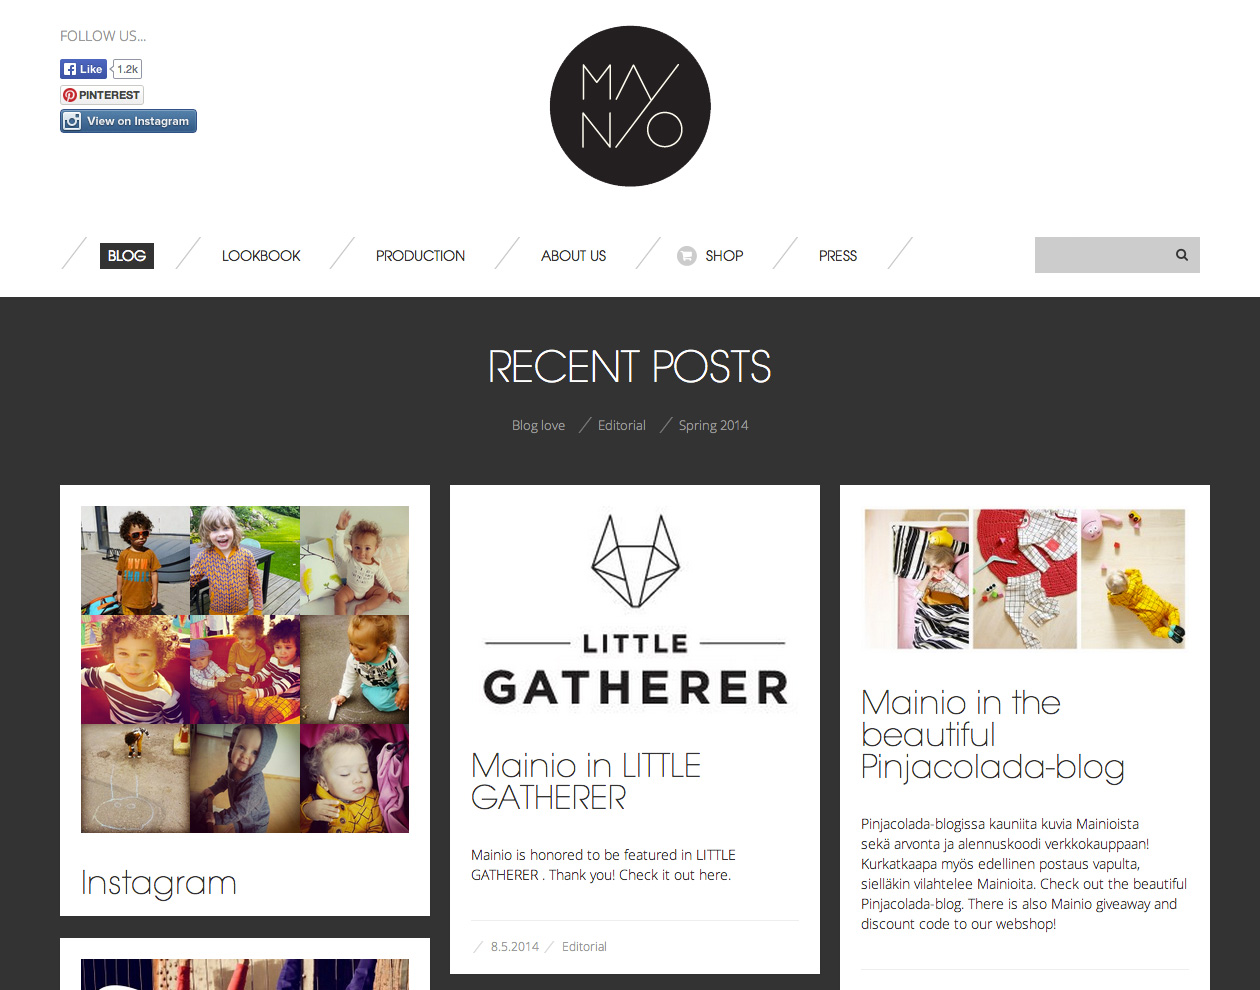 FOLLOW US...
Like 1.2k
PINTEREST
View on Instagram
MAY
NIO
BLOG LOOKBOOK PRODUCTION ABOUT US SHOP PRESS
RECENT POSTS
Blog love Editorial Spring 2014
Instagram
LITTLE
GATHERER
Mainio in LITTLE
GATHERER
Mainio is honored to be featured in LITTLE
GATHERER . Thank you! Check it out here.
8.5.2014 Editorial
Mainio in the
beautiful
Pinjacolada-blog
Pinjacolada-blogissa kauniita kuvia Mainioista
sekä arvonta ja alennuskoodi verkkokauppaan!
Kurkatkaapa myös edellinen postaus vapulta,
sielläkin vilahtelee Mainioita. Check out the beautiful
Pinjacolada-blog. There is also Mainio giveaway and
discount code to our webshop!